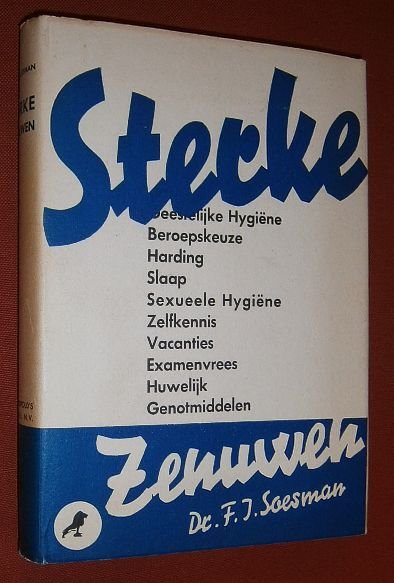 Sterke
Geestelijke Hygiëne
Beroepskeuze
Harding
Slaap
Sexueele Hygiëne
Zelfkennis
Vacanties
Examenvrees
Huwelijk
Genotmiddelen
Zenuwen
Dr. F. J. Soesman